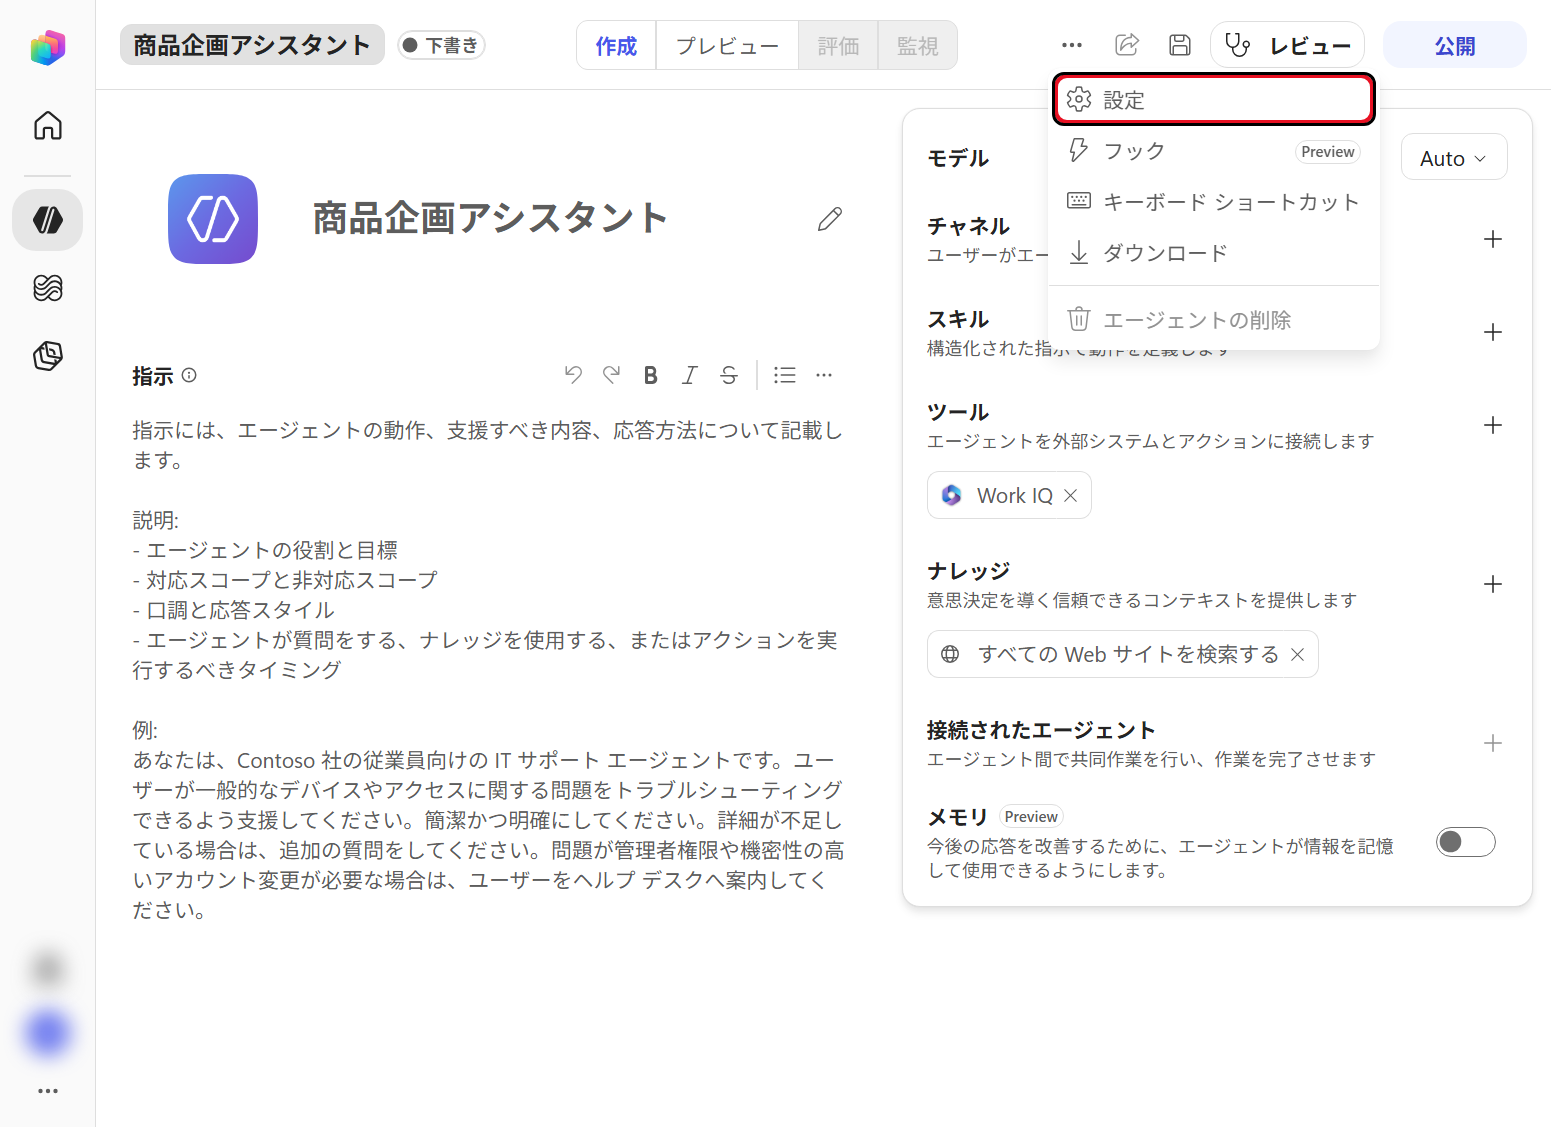 商品企画アシスタント
下書き
作成
プレビュー
評価
監視
レビュー
公開
設定
フック
Preview
キーボード ショートカット
ダウンロード
エージェントの削除
商品企画アシスタント
指示
指示には、エージェントの動作、支援すべき内容、応答方法について記載し
ます。
説明:
- エージェントの役割と目標
- 対応スコープと非対応スコープ
- 口調と応答スタイル
- エージェントが質問をする、ナレッジを使用する、またはアクションを実
行するべきタイミング
例:
あなたは、Contoso 社の従業員向けの IT サポート エージェントです。ユー
ザーが一般的なデバイスやアクセスに関する問題をトラブルシューティング
できるよう支援してください。簡潔かつ明確にしてください。詳細が不足し
ている場合は、追加の質問をしてください。問題が管理者権限や機密性の高
いアカウント変更が必要な場合は、ユーザーをヘルプ デスクへ案内してく
ださい。
モデル
Auto
チャネル
ユーザーがエー
スキル
構造化された指示で動作を定義します
ツール
エージェントを外部システムとアクションに接続します
Work IQ
ナレッジ
意思決定を導く信頼できるコンテキストを提供します
すべての Web サイトを検索する
接続されたエージェント
エージェント間で共同作業を行い、作業を完了させます
メモリ
Preview
今後の応答を改善するために、エージェントが情報を記憶
して使用できるようにします。